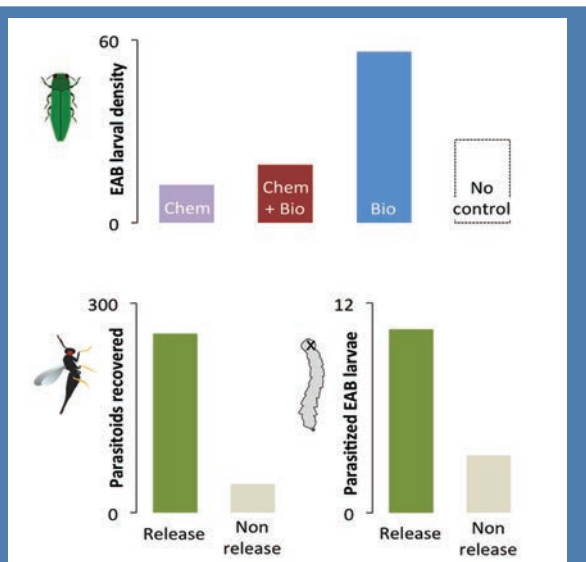 60
EAB larval density
0
Chem
Chem
+ Bio
Bio
No
control
300
Parasitoids recovered
0
Release
Non
release
12
Parasitized EAB larvae
0
Release
Non
release
X